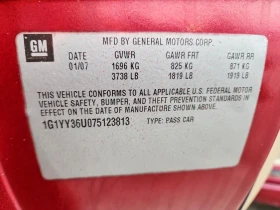 GM
MFD BY GENERAL MOTORS CORP.
DATE GVWR GAWR FRT GAWR RR
01/07 1696 KG 825 KG 871 KG
3738 LB 1819 LB 1919 LB
THIS VEHICLE CONFORMS TO ALL APPLICABLE U.S. FEDERAL MOTOR
VEHICLE SAFETY, BUMPER, AND THEFT PREVENTION STANDARDS IN
EFFECT ON THE DATE OF MANUFACTURE SHOWN ABOVE.
1G1YY36U075123813 TYPE: PASS CAR